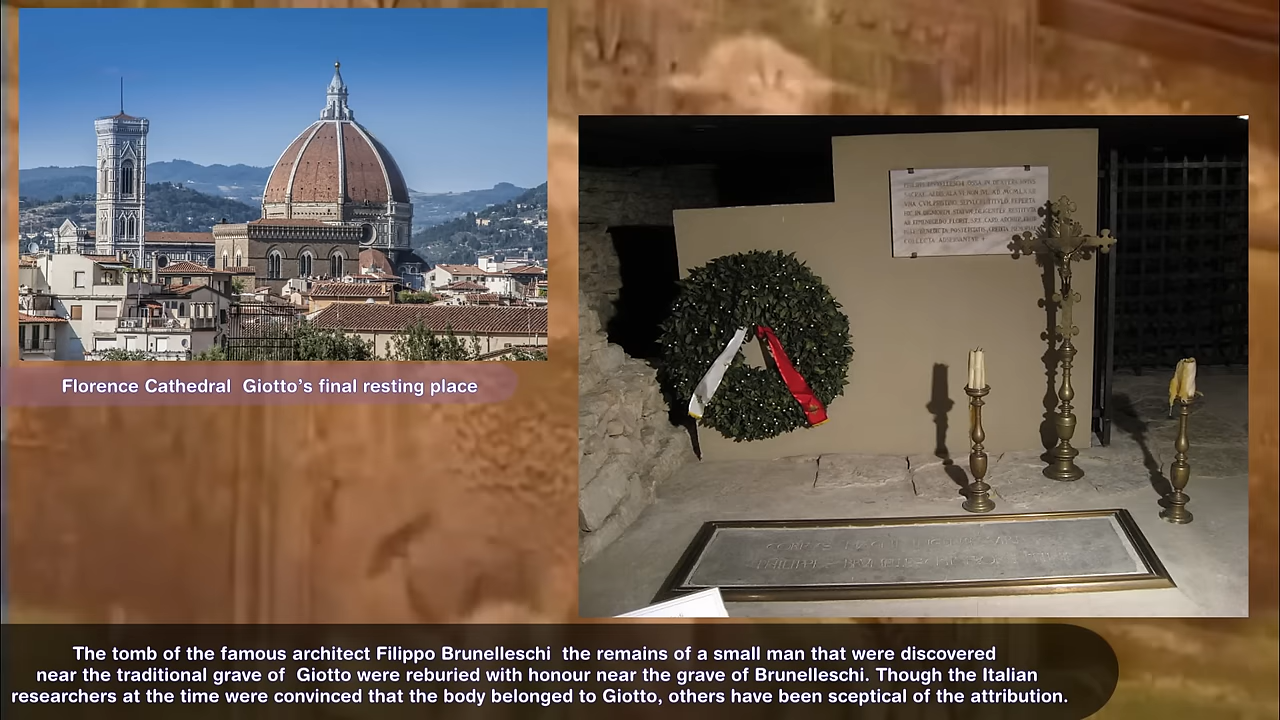 Florence Cathedral Giotto's final resting place
The tomb of the famous architect Filippo Brunelleschi the remains of a small man that were discovered
near the traditional grave of Giotto were reburied with honour near the grave of Brunelleschi. Though the Italian
researchers at the time were convinced that the body belonged to Giotto, others have been sceptical of the attribution.